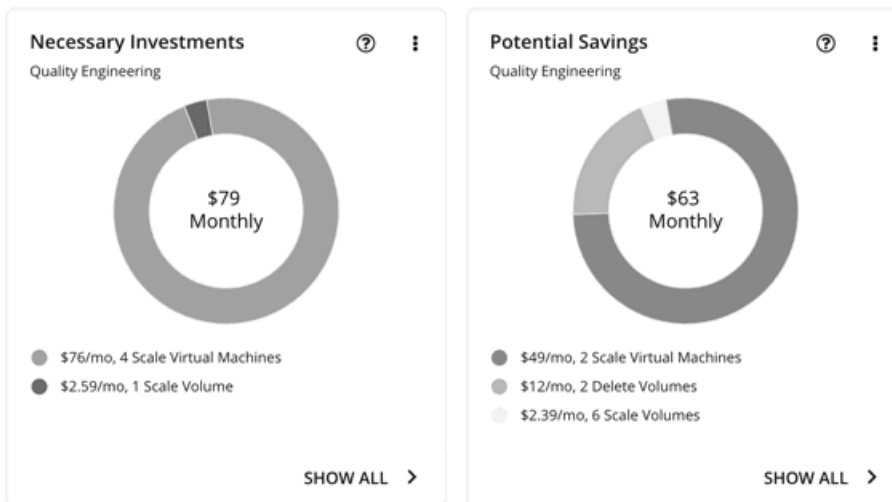 Necessary Investments
Quality Engineering
$79
Monthly
$76/mo, 4 Scale Virtual Machines
$2.59/mo, 1 Scale Volume
SHOW ALL
Potential Savings
Quality Engineering
$63
Monthly
$49/mo, 2 Scale Virtual Machines
$12/mo, 2 Delete Volumes
$2.39/mo, 6 Scale Volumes
SHOW ALL